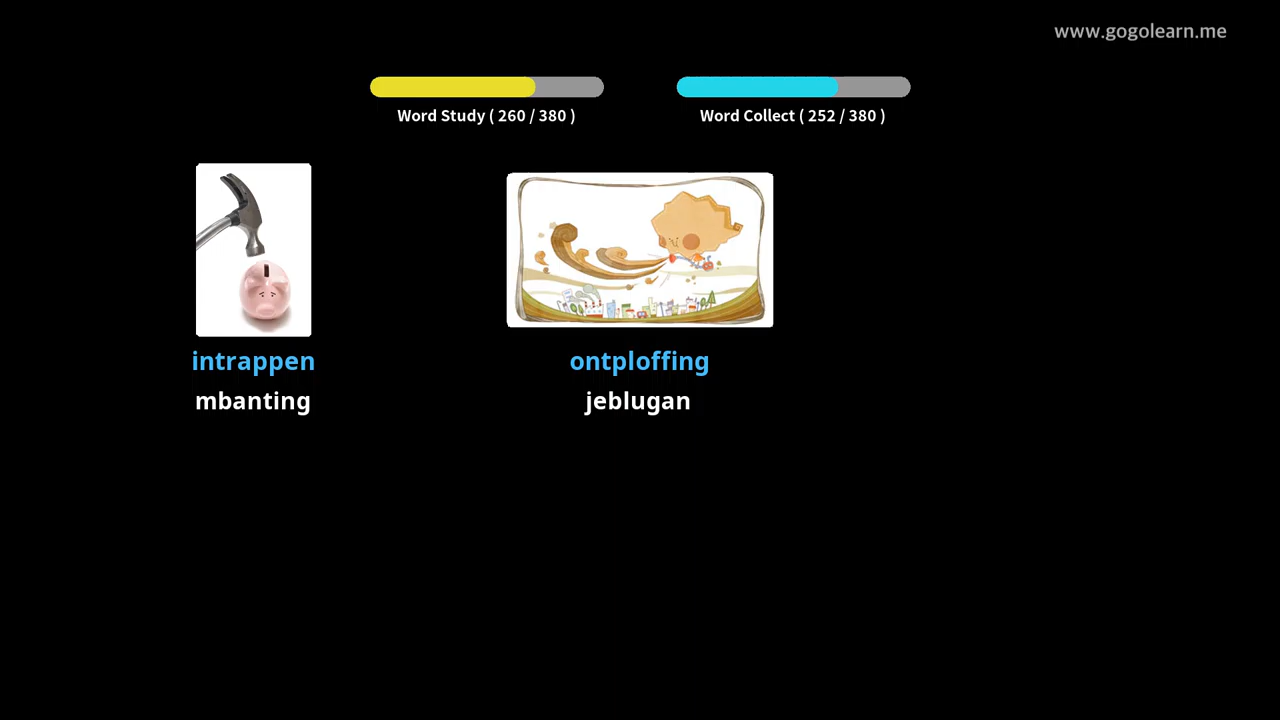 www.gogolearn.me
Word Study ( 260 / 380 )
Word Collect ( 252 / 380 )
intrappen
mbanting
ontploffing
jeblugan